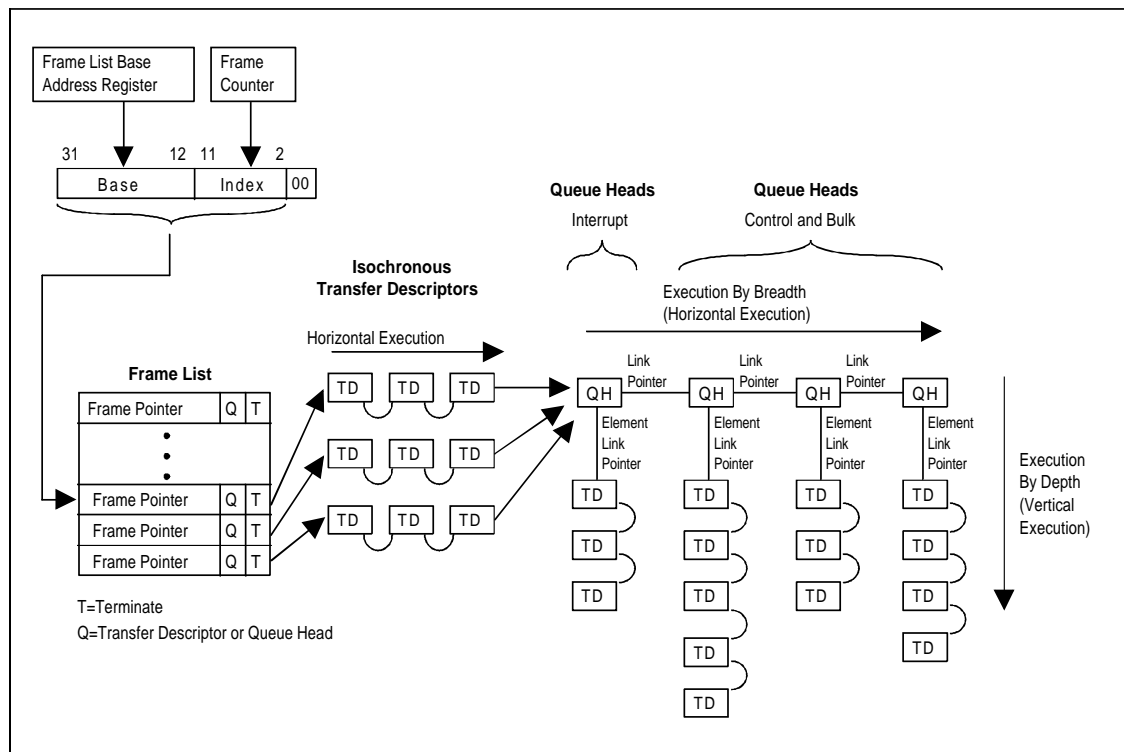 Frame List Base
Address Register
Frame
Counter
31 12 11 2
Base Index 00
Queue Heads
Interrupt
Queue Heads
Control and Bulk
Isochronous
Transfer Descriptors
Execution By Breadth
(Horizontal Execution)
Horizontal Execution
Frame List
Frame Pointer Q T
Frame Pointer Q T
Frame Pointer Q T
Frame Pointer Q T
T=Terminate
Q=Transfer Descriptor or Queue Head
TD TD TD
TD TD TD
TD TD TD
Link
Pointer
Link
Pointer
Link
Pointer
QH QH QH QH
Element
Link
Pointer
Element
Link
Pointer
Element
Link
Pointer
Element
Link
Pointer
TD TD TD TD
TD TD TD TD
TD TD TD TD
TD TD
TD
Execution
By Depth
(Vertical
Execution)